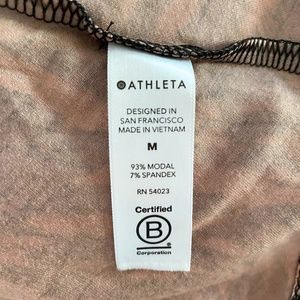 ATHLETA
DESIGNED IN
SAN FRANCISCO
MADE IN VIETNAM
M
93% MODAL
7% SPANDEX
RN 54023
Certified
B
Corporation